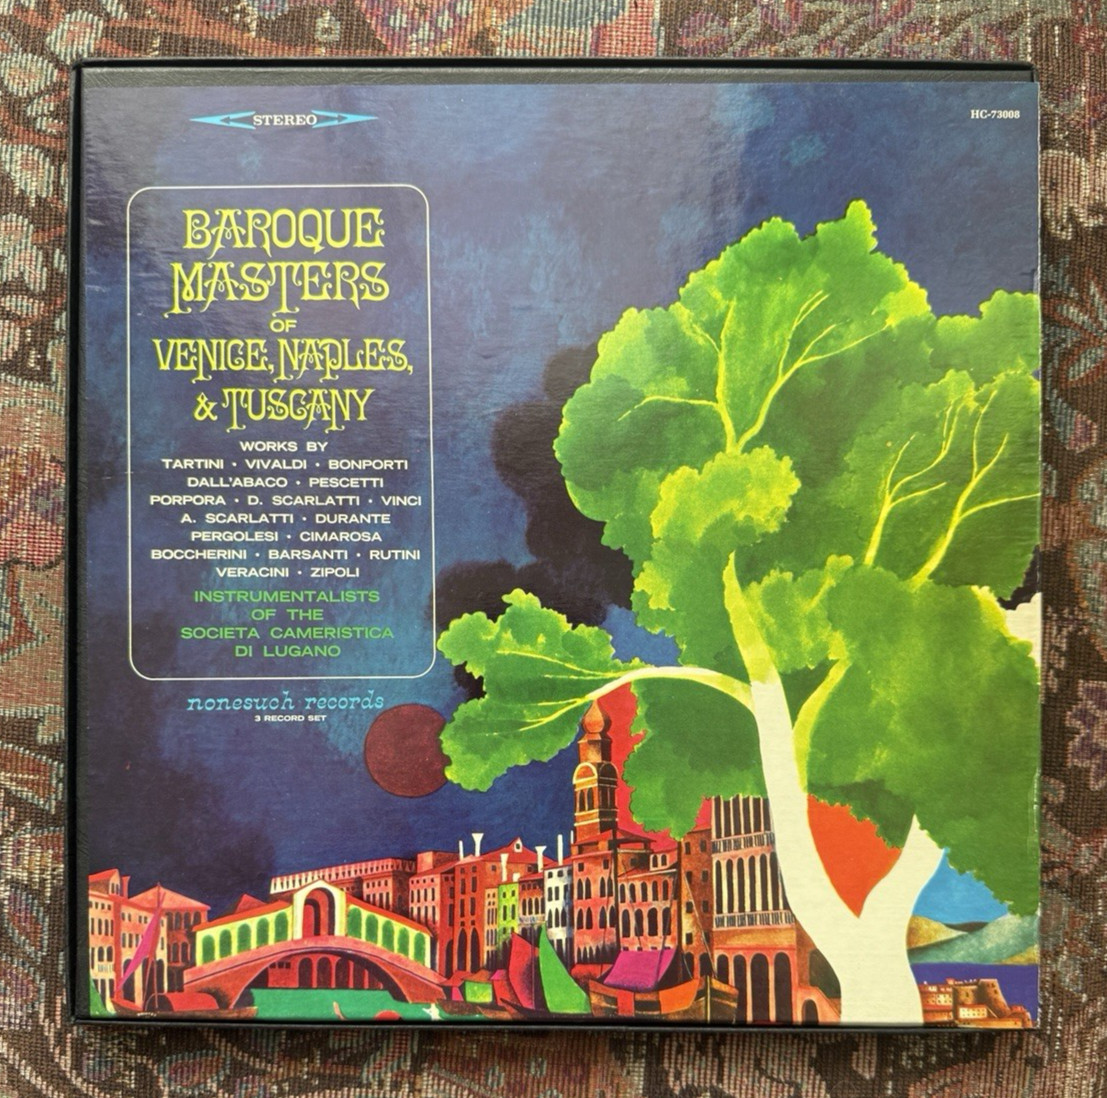 STEREO
HC-73008
BAROQUE
MASTERS
OF
VENICE, NAPLES,
& TUSCANY
WORKS BY
TARTINI • VIVALDI • BONPORTI
DALL'ABACO • PESCETTI
PORPORA • D. SCARLATTI • VINCI
A. SCARLATTI • DURANTE
PERGOLESI • CIMAROSA
BOCCHERINI • BARSANTI • RUTINI
VERACINI • ZIPOLI
INSTRUMENTALISTS
OF THE
SOCIETA CAMERISTICA
DI LUGANO
nonesuch records
3 RECORD SET